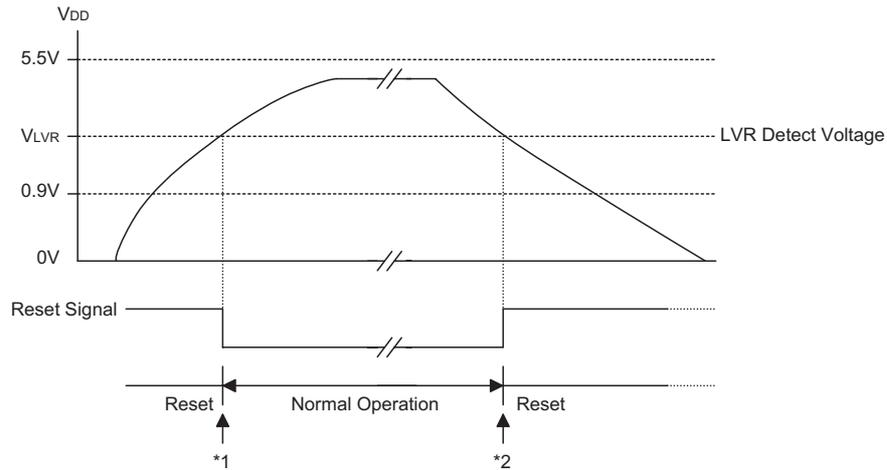 VDD
5.5V
VLVR
LVR Detect Voltage
0.9V
0V
Reset Signal
Reset
Normal Operation
Reset
*1
*2